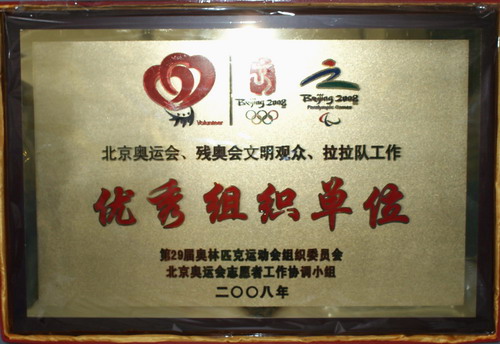 Volunteer
Beijing 2008
Beijing 2008
Paralympic Games
北京奥运会、残奥会文明观众、拉拉队工作
优秀组织单位
第29届奥林匹克运动会组织委员会
北京奥运会志愿者工作协调小组
二〇〇八年